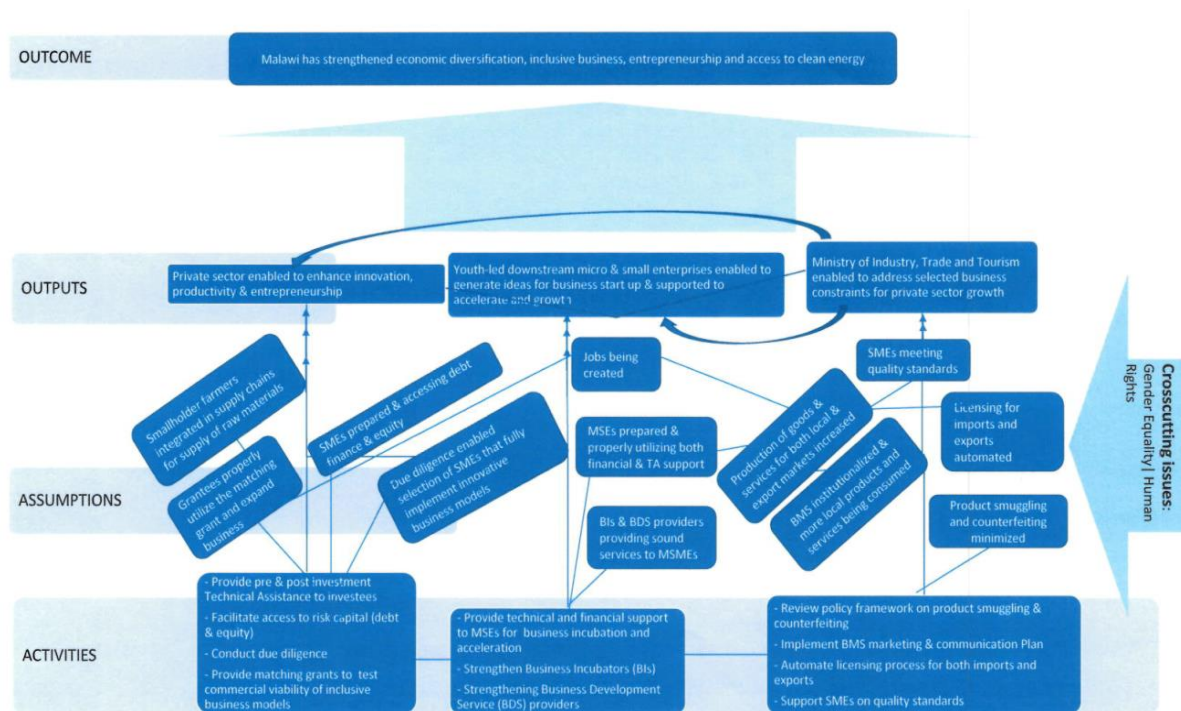 OUTCOME
Malawi has strengthened economic diversification, inclusive business, entrepreneurship and access to clean energy
OUTPUTS
Private sector enabled to enhance innovation,
productivity & entrepreneurship
Youth-led downstream micro & small enterprises enabled to
generate ideas for business start up & supported to
accelerate and growth
Ministry of Industry, Trade and Tourism
enabled to address selected business
constraints for private sector growth
ASSUMPTIONS
Smallholder farmers
integrated in supply chains
for supply of raw materials
Grantees properly
utilize the matching
grant and expand
business
SMEs prepared & accessing debt
finance & equity
Due diligence enabled
selection of SMEs that fully
implement innovative
business models
Jobs being
created
MSEs prepared &
properly utilizing both
financial & TA support
BIs & BDS providers
providing sound
services to MSMEs
Production of goods &
services for both local &
export markets increased
BMS institutionalized &
more local products and
services being consumed
SMEs meeting
quality standards
Licensing for
imports and
exports
automated
Product smuggling
and counterfeiting
minimized
Crosscutting issues:
Gender Equality| Human
Rights
ACTIVITIES
- Provide pre & post investment
Technical Assistance to investees
- Facilitate access to risk capital (debt
& equity)
- Conduct due diligence
- Provide matching grants to test
commercial viability of inclusive
business models
- Provide technical and financial support
to MSEs for business incubation and
acceleration
- Strengthen Business Incubators (BIs)
- Strengthening Business Development
Service (BDS) providers
- Review policy framework on product smuggling &
counterfeiting
- Implement BMS marketing & communication Plan
- Automate licensing process for both imports and
exports
- Support SMEs on quality standards